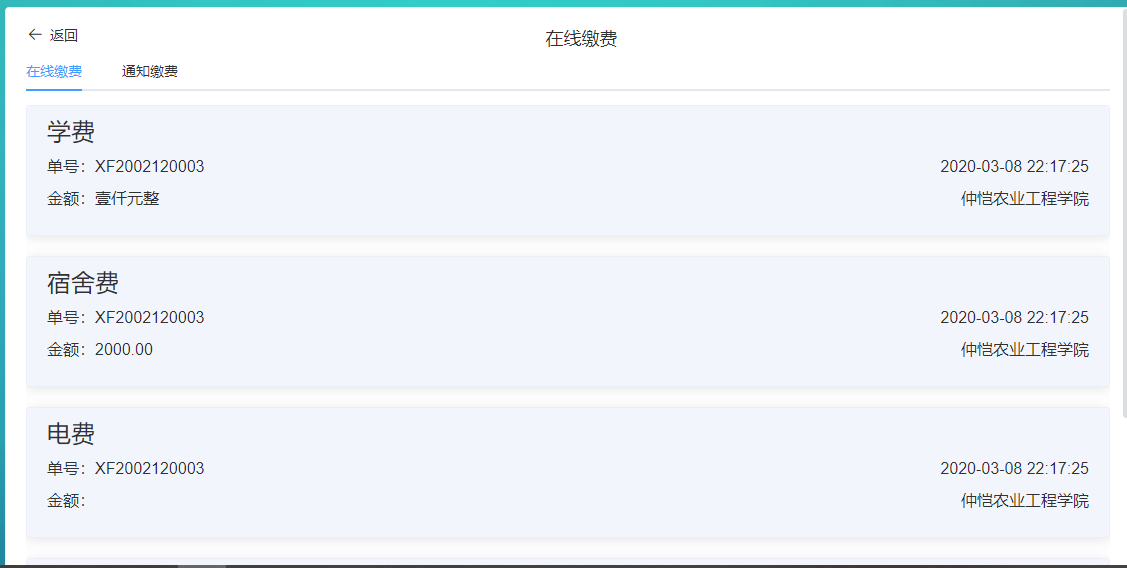 返回
在线缴费
在线缴费 通知缴费
学费
单号：XF2002120003 2020-03-08 22:17:25
金额：壹仟元整 仲恺农业工程学院
宿舍费
单号：XF2002120003 2020-03-08 22:17:25
金额：2000.00 仲恺农业工程学院
电费
单号：XF2002120003 2020-03-08 22:17:25
金额： 仲恺农业工程学院